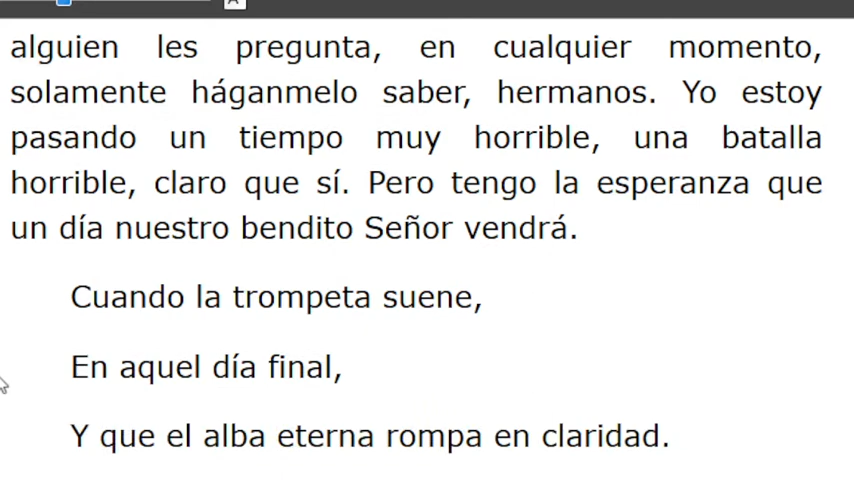 alguien les pregunta, en cualquier momento,
solamente háganmelo saber, hermanos. Yo estoy
pasando un tiempo muy horrible, una batalla
horrible, claro que sí. Pero tengo la esperanza que
un día nuestro bendito Señor vendrá.
Cuando la trompeta suene,
En aquel día final,
Y que el alba eterna rompa en claridad.